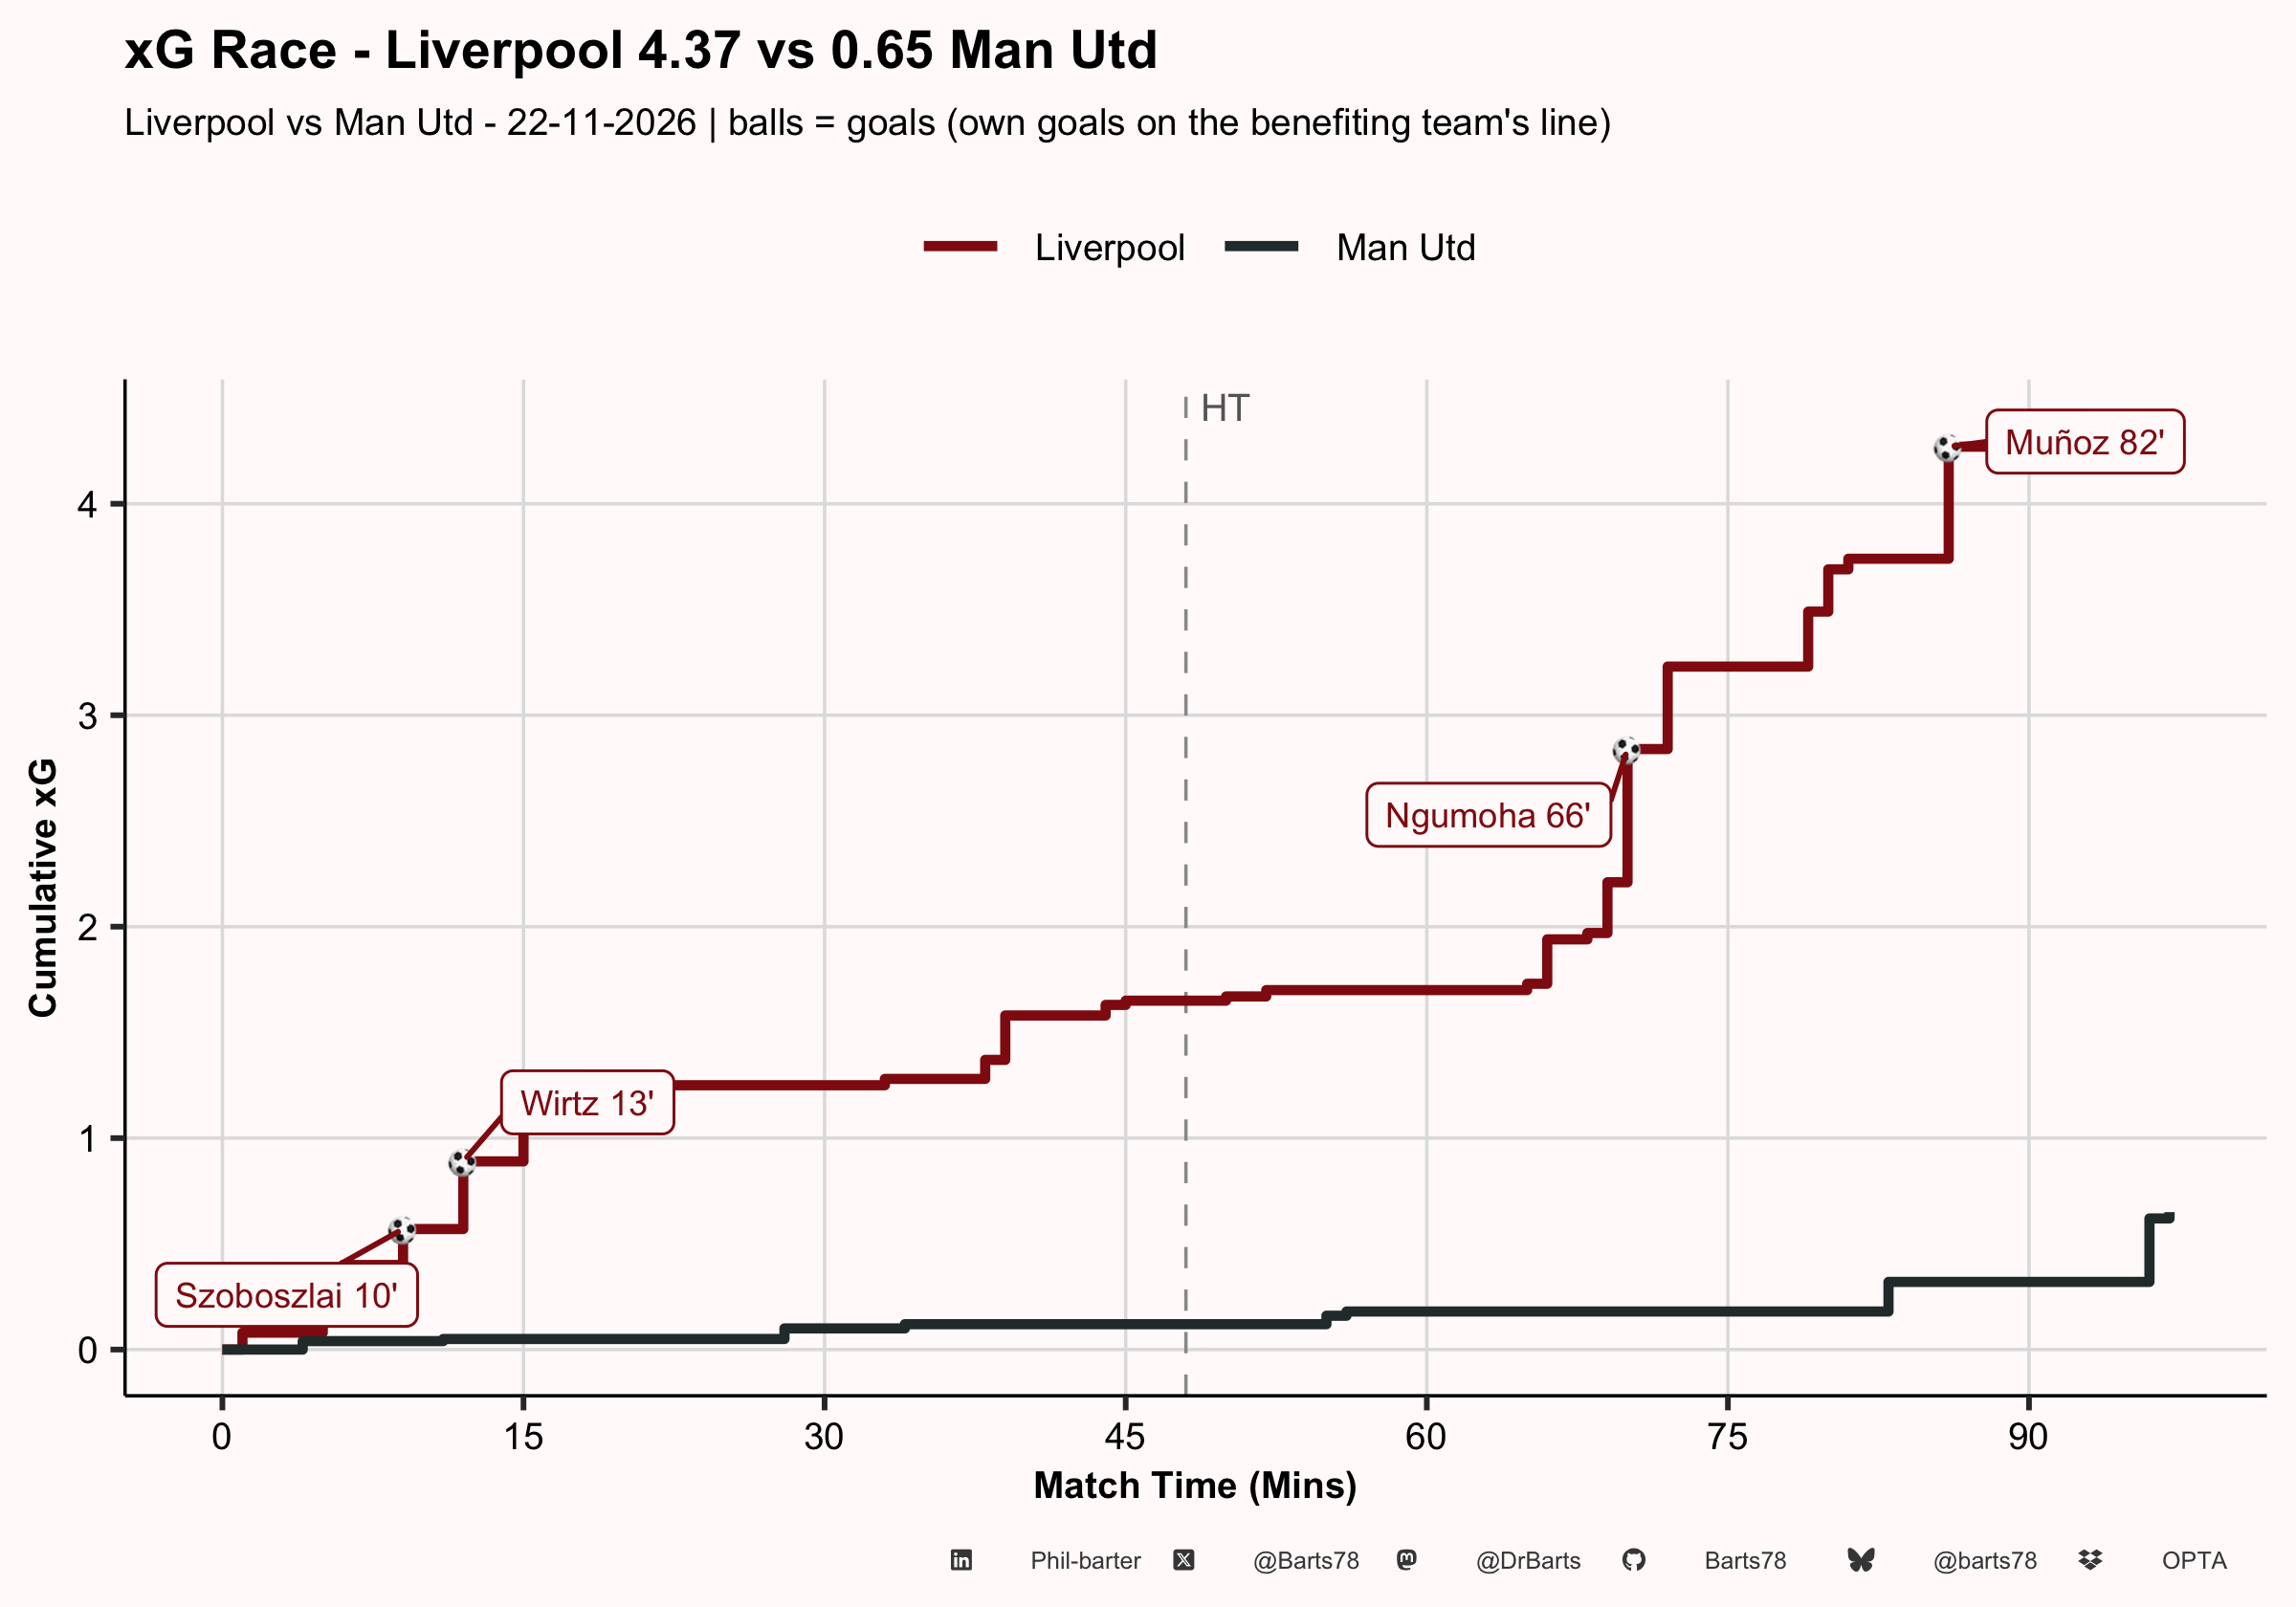 xG Race - Liverpool 4.37 vs 0.65 Man Utd
Liverpool vs Man Utd - 22-11-2026 | balls = goals (own goals on the benefiting team's line)
Liverpool Man Utd
HT
Muñoz 82'
Ngumoha 66'
Wirtz 13'
Szoboszlai 10'
Cumulative xG
4
3
2
1
0
0 15 30 45 60 75 90
Match Time (Mins)
Phil-barter @Barts78 @DrBarts Barts78 @barts78 OPTA